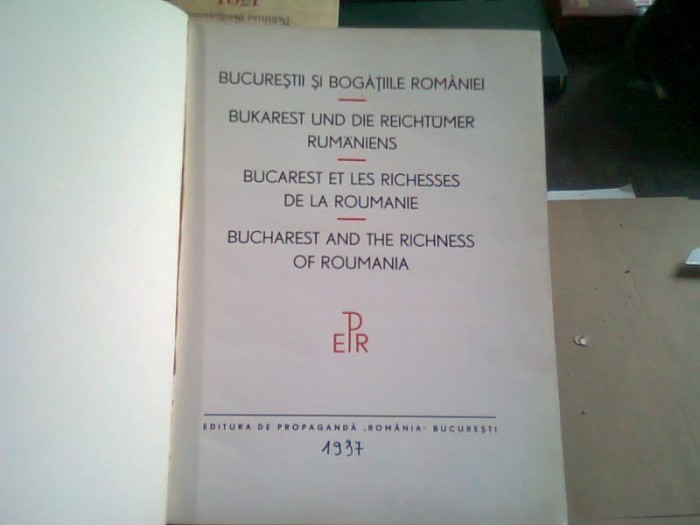 BUCUREȘTII ȘI BOGĂȚIILE ROMÂNIEI
BUKAREST UND DIE REICHTÜMER
RUMÄNIENS
BUCAREST ET LES RICHESSES
DE LA ROUMANIE
BUCHAREST AND THE RICHNESS
OF ROUMANIA
EPR
EDITURA DE PROPAGANDĂ „ROMÂNIA” BUCUREȘTI
1937